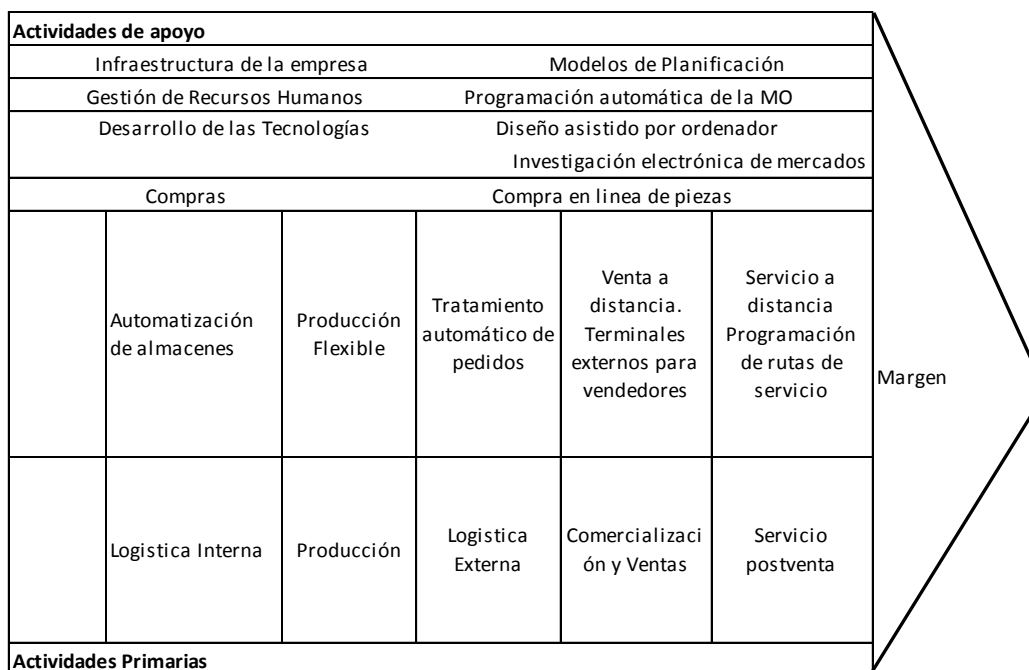 Actividades de apoyo
Infraestructura de la empresa
Modelos de Planificación
Gestión de Recursos Humanos
Programación automática de la MO
Desarrollo de las Tecnologías
Diseño asistido por ordenador
Investigación electrónica de mercados
Compras
Compra en linea de piezas
Automatización
de almacenes
Producción
Flexible
Tratamiento
automático de
pedidos
Venta a
distancia.
Terminales
externos para
vendedores
Servicio a
distancia
Programación
de rutas de
servicio
Margen
Logistica Interna
Producción
Logistica
Externa
Comercializaci
ón y Ventas
Servicio
postventa
Actividades Primarias